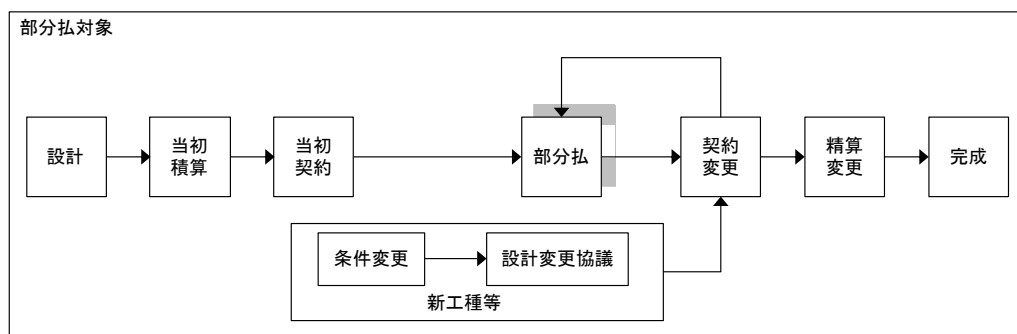 部分払対象
設計
当初
積算
当初
契約
部分払
契約
変更
精算
変更
完成
条件変更
設計変更協議
新工種等